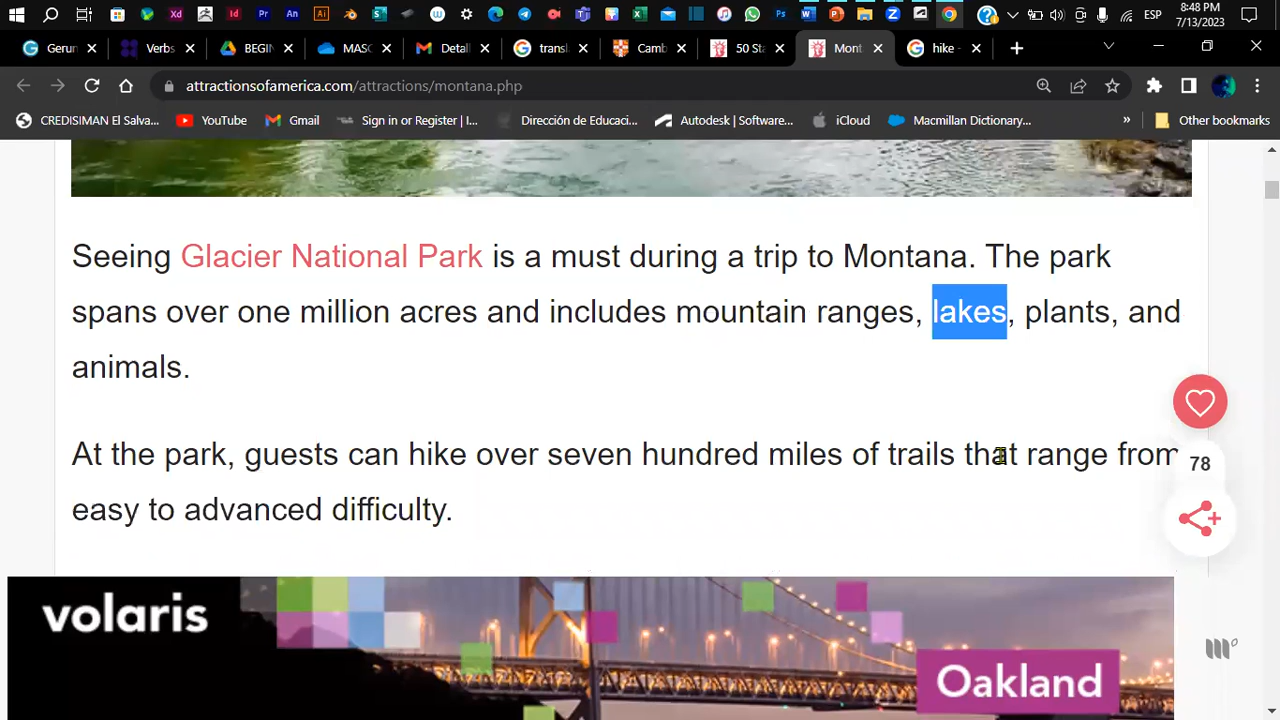 8:48 PM
ESP
7/13/2023
Gerun
Verbs
BEGIN
MASC
Detall
transl
Camb
50 Sta
Mont
hike -
attractionsofamerica.com/attractions/montana.php
CREDISIMAN El Salva...
YouTube
Gmail
Sign in or Register | I...
Dirección de Educaci...
Autodesk | Software...
iCloud
Macmillan Dictionary...
»
Other bookmarks
Seeing Glacier National Park is a must during a trip to Montana. The park
spans over one million acres and includes mountain ranges, lakes, plants, and
animals.
At the park, guests can hike over seven hundred miles of trails that range from
easy to advanced difficulty.
78
volaris
Oakland